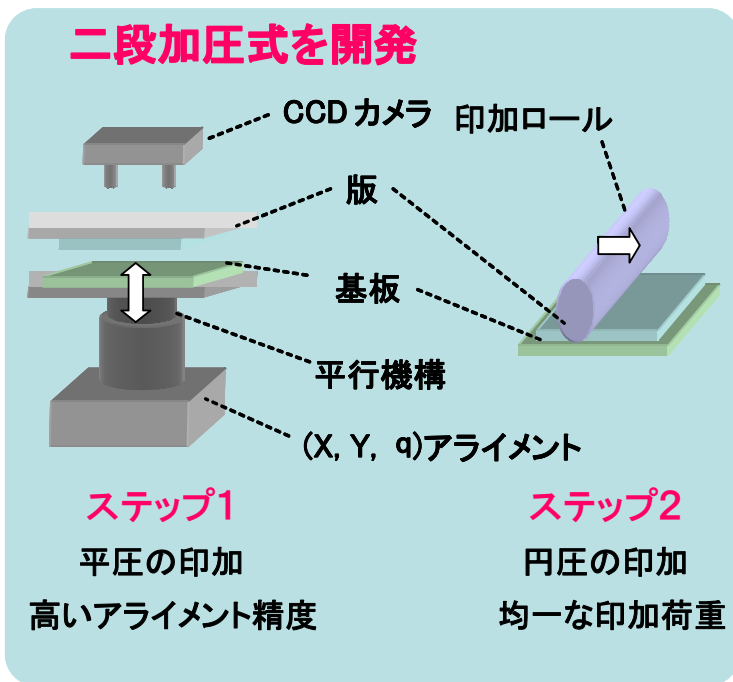 二段加圧式を開発
CCDカメラ
印加ロール
版
基板
平行機構
(X, Y, q)アライメント
ステップ1
平圧の印加
高いアライメント精度
ステップ2
円圧の印加
均一な印加荷重